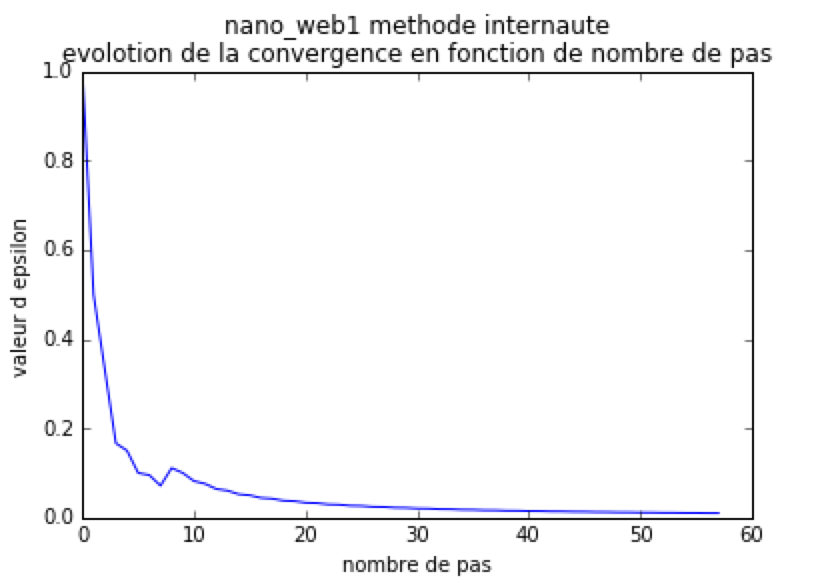 nano_web1 methode internaute
evolotion de la convergence en fonction de nombre de pas
1.0
0.8
0.6
0.4
0.2
0.0
valeur d epsilon
0 10 20 30 40 50 60
nombre de pas